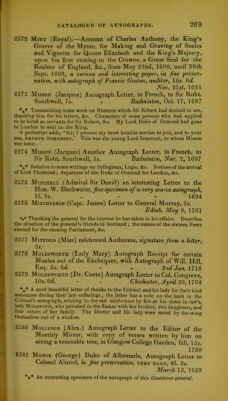 CATALOGUE OF AUTOGRAPHS. 269
2572 Mint (Royal).—Account of Charles Anthony, the King's
Graver of the Mynte, for Making and Graving of Seales
and Vignette for Queen Elizabeth and the King's Majesty,
upon his first coming to the Crowne, a Great Seal for the
Realms of England, &c., from May 22nd, 1600, until 20th
Sept. 1609, a curious and interesting paper, in fine preser-
vation, with autograph of Francis Goston, auditor, 10s. 6d.
Nov. 21st, 1621
2573 Misson (Jacques) Autograph Letter, in French, to Sir Robt.
Southwell, 7s. Badminton, Oct. 17, 1687
*** Transmitting some work on Rhetoric which Sir Robert had desired to see,
thanking him for his letters, &c. Characters of some persons who had applied
to be hired as servants for Sir Robert, &c. My Lord Duke of Ormond had gone
to London to wait on the King.
A postscript adds, "Sir, I present my most humble service to you, and to your
son, Arthur Somerset. This was the young Lord Somerset, to whom Misson
was tutor.
2574 Misson (Jacques) Another Autograph Letter, in French, to
Sir Robt. Southwell, 5s. Badminton, Nov. 2, 1687
*** Relative to some writings on Syllogisms, Logic, &c. Notices of the arrival
of Lord Thomond; departure of the Duke of Ormond for London, &c.
2575 Mitchell (Admiral Sir David) an interesting Letter to the
Hon. W. Blathwaite, fine specimen of a very scarce autograph,
1l. 8s. 1694
2576 Mitchelson (Capt. James) Letter to General Murray, 5s.
Edinb. May 9, 1761
*** Thanking the general for the interest he has taken in his affairs. Describes
the situation of the general's friends in Scotland; the names of the sixteen Peers
elected for the ensuing Parliament, &c.
2577 Mitford (Miss) celebrated Authoress, signature from a letter,
2s.
2578 Molesworth (Lady Mary) Autograph Receipt for certain
Monies out of the Exchequer, with Autograph of Will. Hill,
Esq. 3s. 6d. 2nd Jan. 1718
2579 Molesworth (Dr. Coote) Autograph Letter to Col. Congreve,
10s. 6d. Chichester, April 30, 1764
*** A most beautiful letter of thanks to the Colonel and his lady for their kind
assistance during their late sufferings; the letter has a note on the back in the
Colonel's autograph, relating to the sad misfortune by fire at his sister-in-law's,
lady Molesworth, who perished in the flames with her brother, two daughters, and
four others of her family. The Doctor and his lady were saved by throwing
themselves out of a window.
2580 Mollison (Alex.) Autograph Letter to the Editor of the
Monthly Mirror, with copy of verses written by him on
seeing a venerable tree, in Glasgow College Garden, fall, 15s.
1799
2581 Monck (George) Duke of Albemarle, Autograph Letter to
Colonel Alured, in fine preservation, very rare, 2l. 8s.
March 15, 1659
*** An interesting specimen of the autograph of this illustrious general.